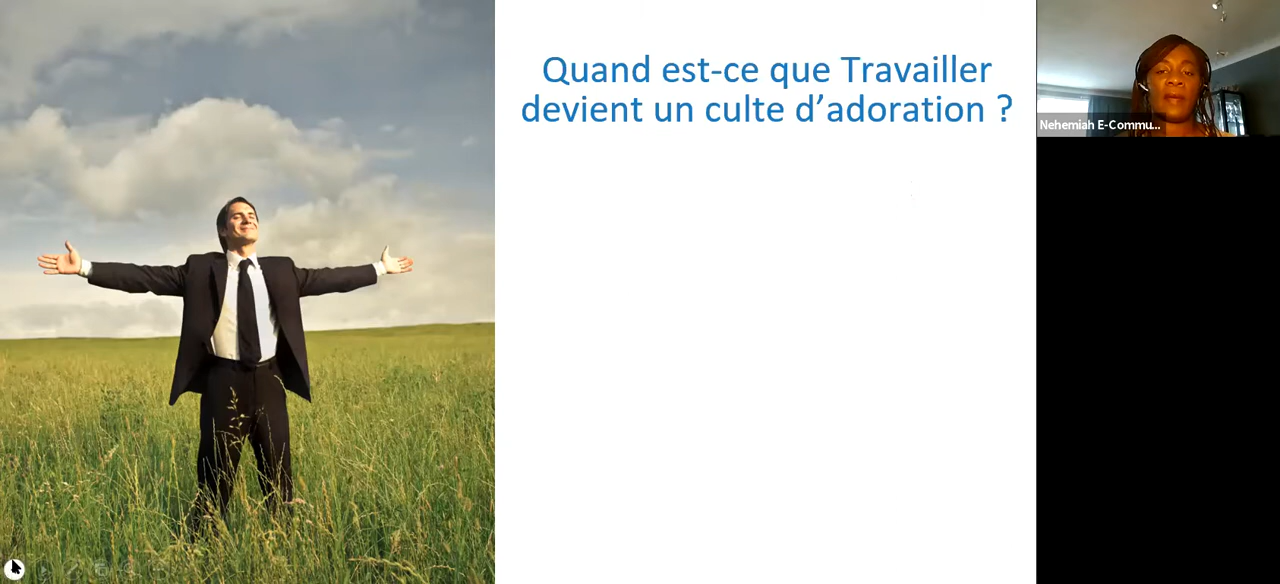 Quand est-ce que Travailler
devient un culte d’adoration ?
Nehemiah E-Commu...